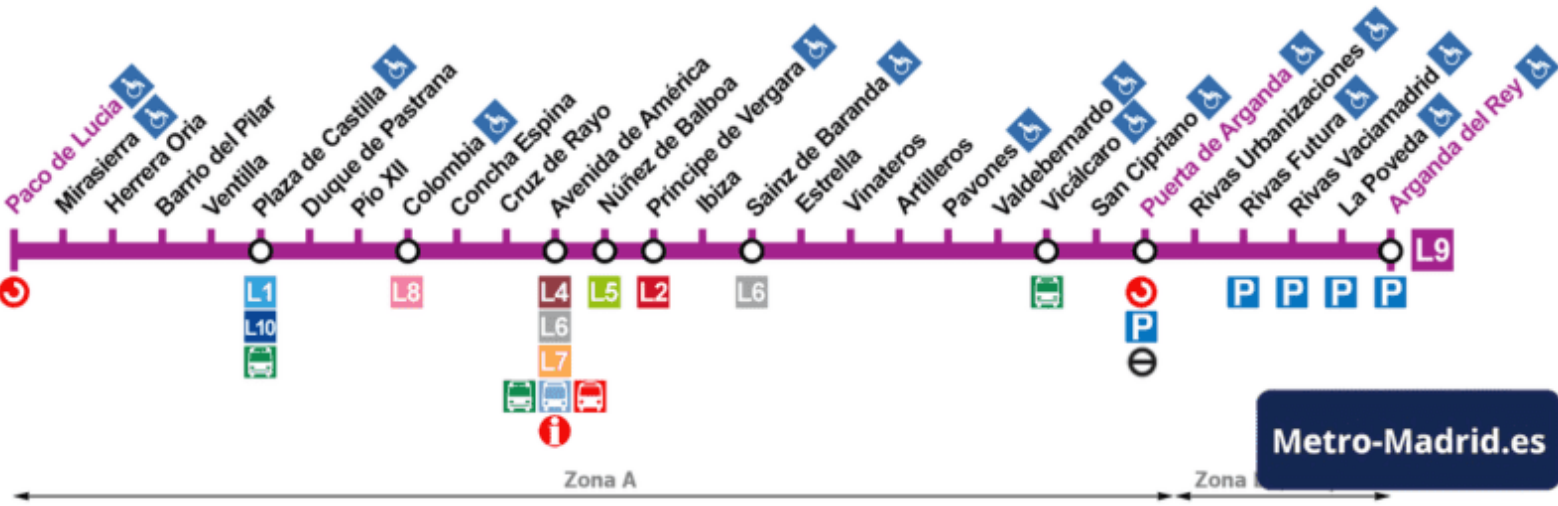 Paco de Lucia
Mirasierra
Herrera Oria
Barrio del Pilar
Ventilla
Plaza de Castilla
Duque de Pastrana
Pío XII
Colombia
Concha Espina
Cruz de Rayo
Avenida de América
Núñez de Balboa
Príncipe de Vergara
Ibiza
Sainz de Baranda
Estrella
Vinateros
Artilleros
Pavones
Valdebernardo
Vicálcaro
San Cipriano
Puerta de Arganda
Rivas Urbanizaciones
Rivas Futura
Rivas Vaciamadrid
La Poveda
Arganda del Rey
L9
L1
L8
L4
L5
L2
L6
P
P
P
P
L10
L6
P
L7
Metro-Madrid.es
Zona A
Zona